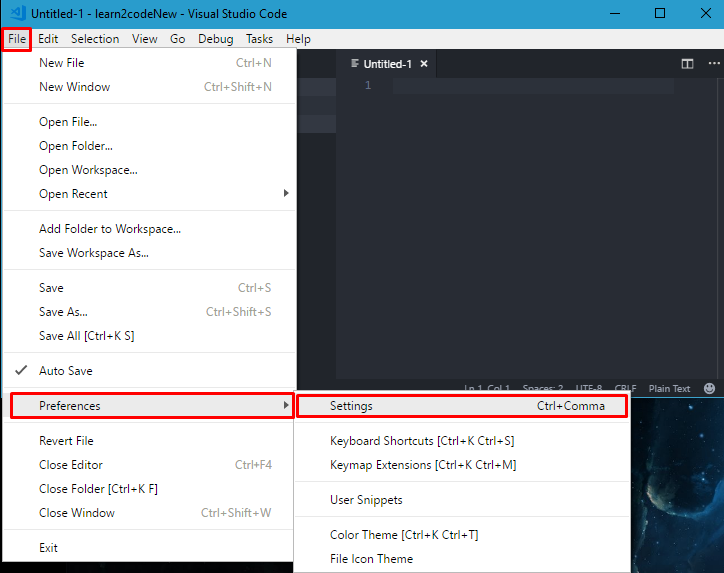 Untitled-1 - learn2codeNew - Visual Studio Code
File Edit Selection View Go Debug Tasks Help
New File Ctrl+N
New Window Ctrl+Shift+N
Open File...
Open Folder...
Open Workspace...
Open Recent
Add Folder to Workspace...
Save Workspace As...
Save Ctrl+S
Save As... Ctrl+Shift+S
Save All [Ctrl+K S]
Auto Save
Preferences
Revert File
Close Editor Ctrl+F4
Close Folder [Ctrl+K F]
Close Window Ctrl+Shift+W
Exit
Untitled-1
1
Ln 1, Col 1 Spaces: 2 UTF-8 CRLF Plain Text
Settings Ctrl+Comma
Keyboard Shortcuts [Ctrl+K Ctrl+S]
Keymap Extensions [Ctrl+K Ctrl+M]
User Snippets
Color Theme [Ctrl+K Ctrl+T]
File Icon Theme